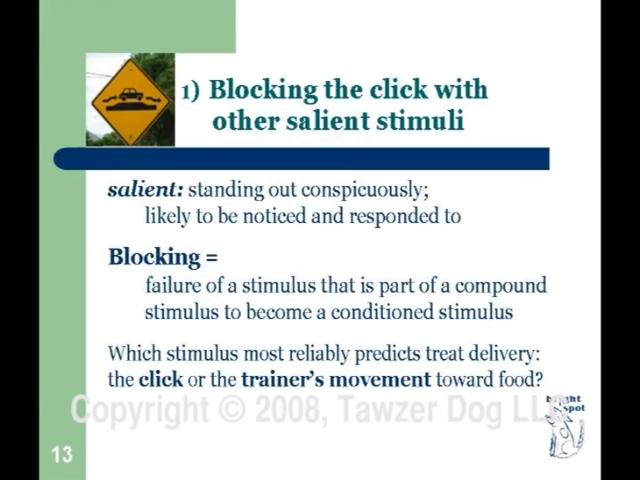 1) Blocking the click with
other salient stimuli
salient: standing out conspicuously;
likely to be noticed and responded to
Blocking =
failure of a stimulus that is part of a compound
stimulus to become a conditioned stimulus
Which stimulus most reliably predicts treat delivery:
the click or the trainer's movement toward food?
Copyright © 2008, Tawzer Dog LL
spot
13